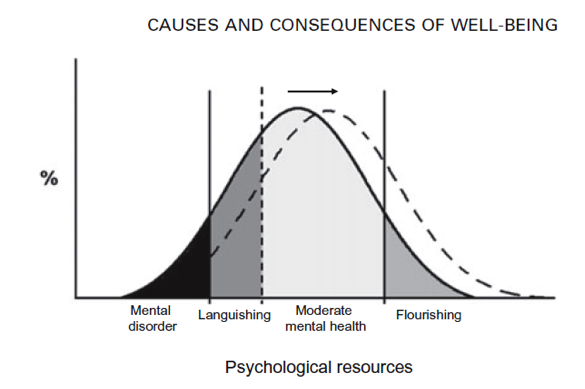 CAUSES AND CONSEQUENCES OF WELL-BEING
%
Mental
disorder
Languishing
Moderate
mental health
Flourishing
Psychological resources